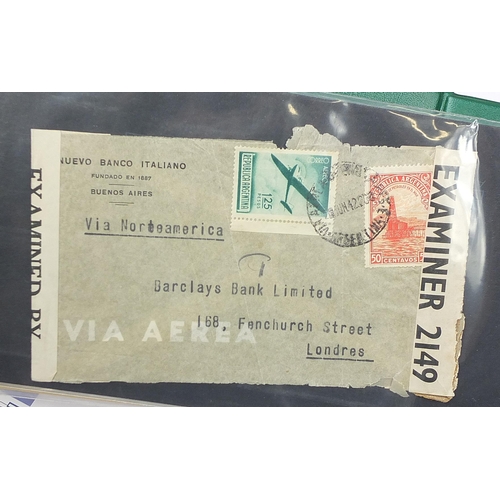 NUEVO BANCO ITALIANO
FUNDADO EN 1887
BUENOS AIRES
Via Norteamerica
CORREO AEREO
REPUBLICA ARGENTINA
1.25
PESOS
REPUBLICA ARGENTINA
50 CENTAVOS
Barclays Bank Limited
168, Fenchurch Street
Londres
VIA AEREA
EXAMINED BY
EXAMINER 2149